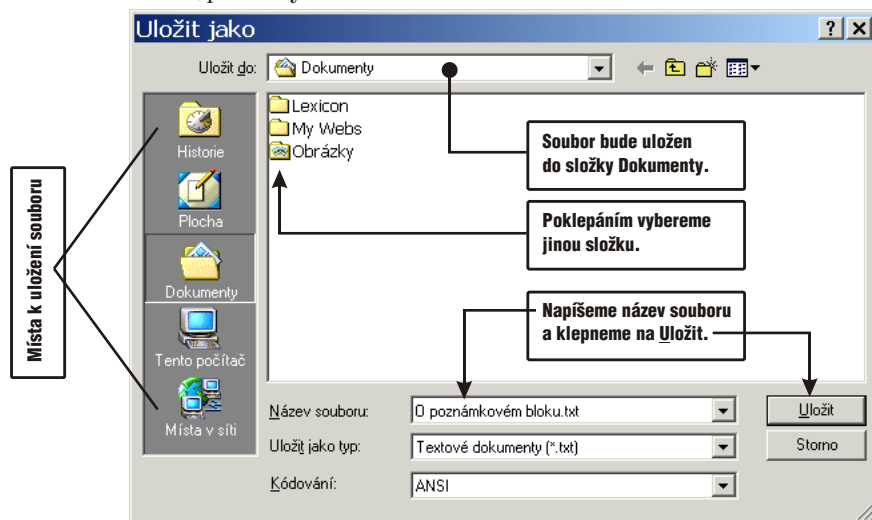 Uložit jako
Uložit do:
Dokumenty
Místa k uložení souboru
Historie
Plocha
Dokumenty
Tento počítač
Místa v síti
Lexicon
My Webs
Obrázky
Soubor bude uložen
do složky Dokumenty.
Poklepáním vybereme
jinou složku.
Napíšeme název souboru
a klepneme na Uložit.
Název souboru:
O poznámkovém bloku.txt
Uložit
Uložit jako typ:
Textové dokumenty (*.txt)
Storno
Kódování:
ANSI